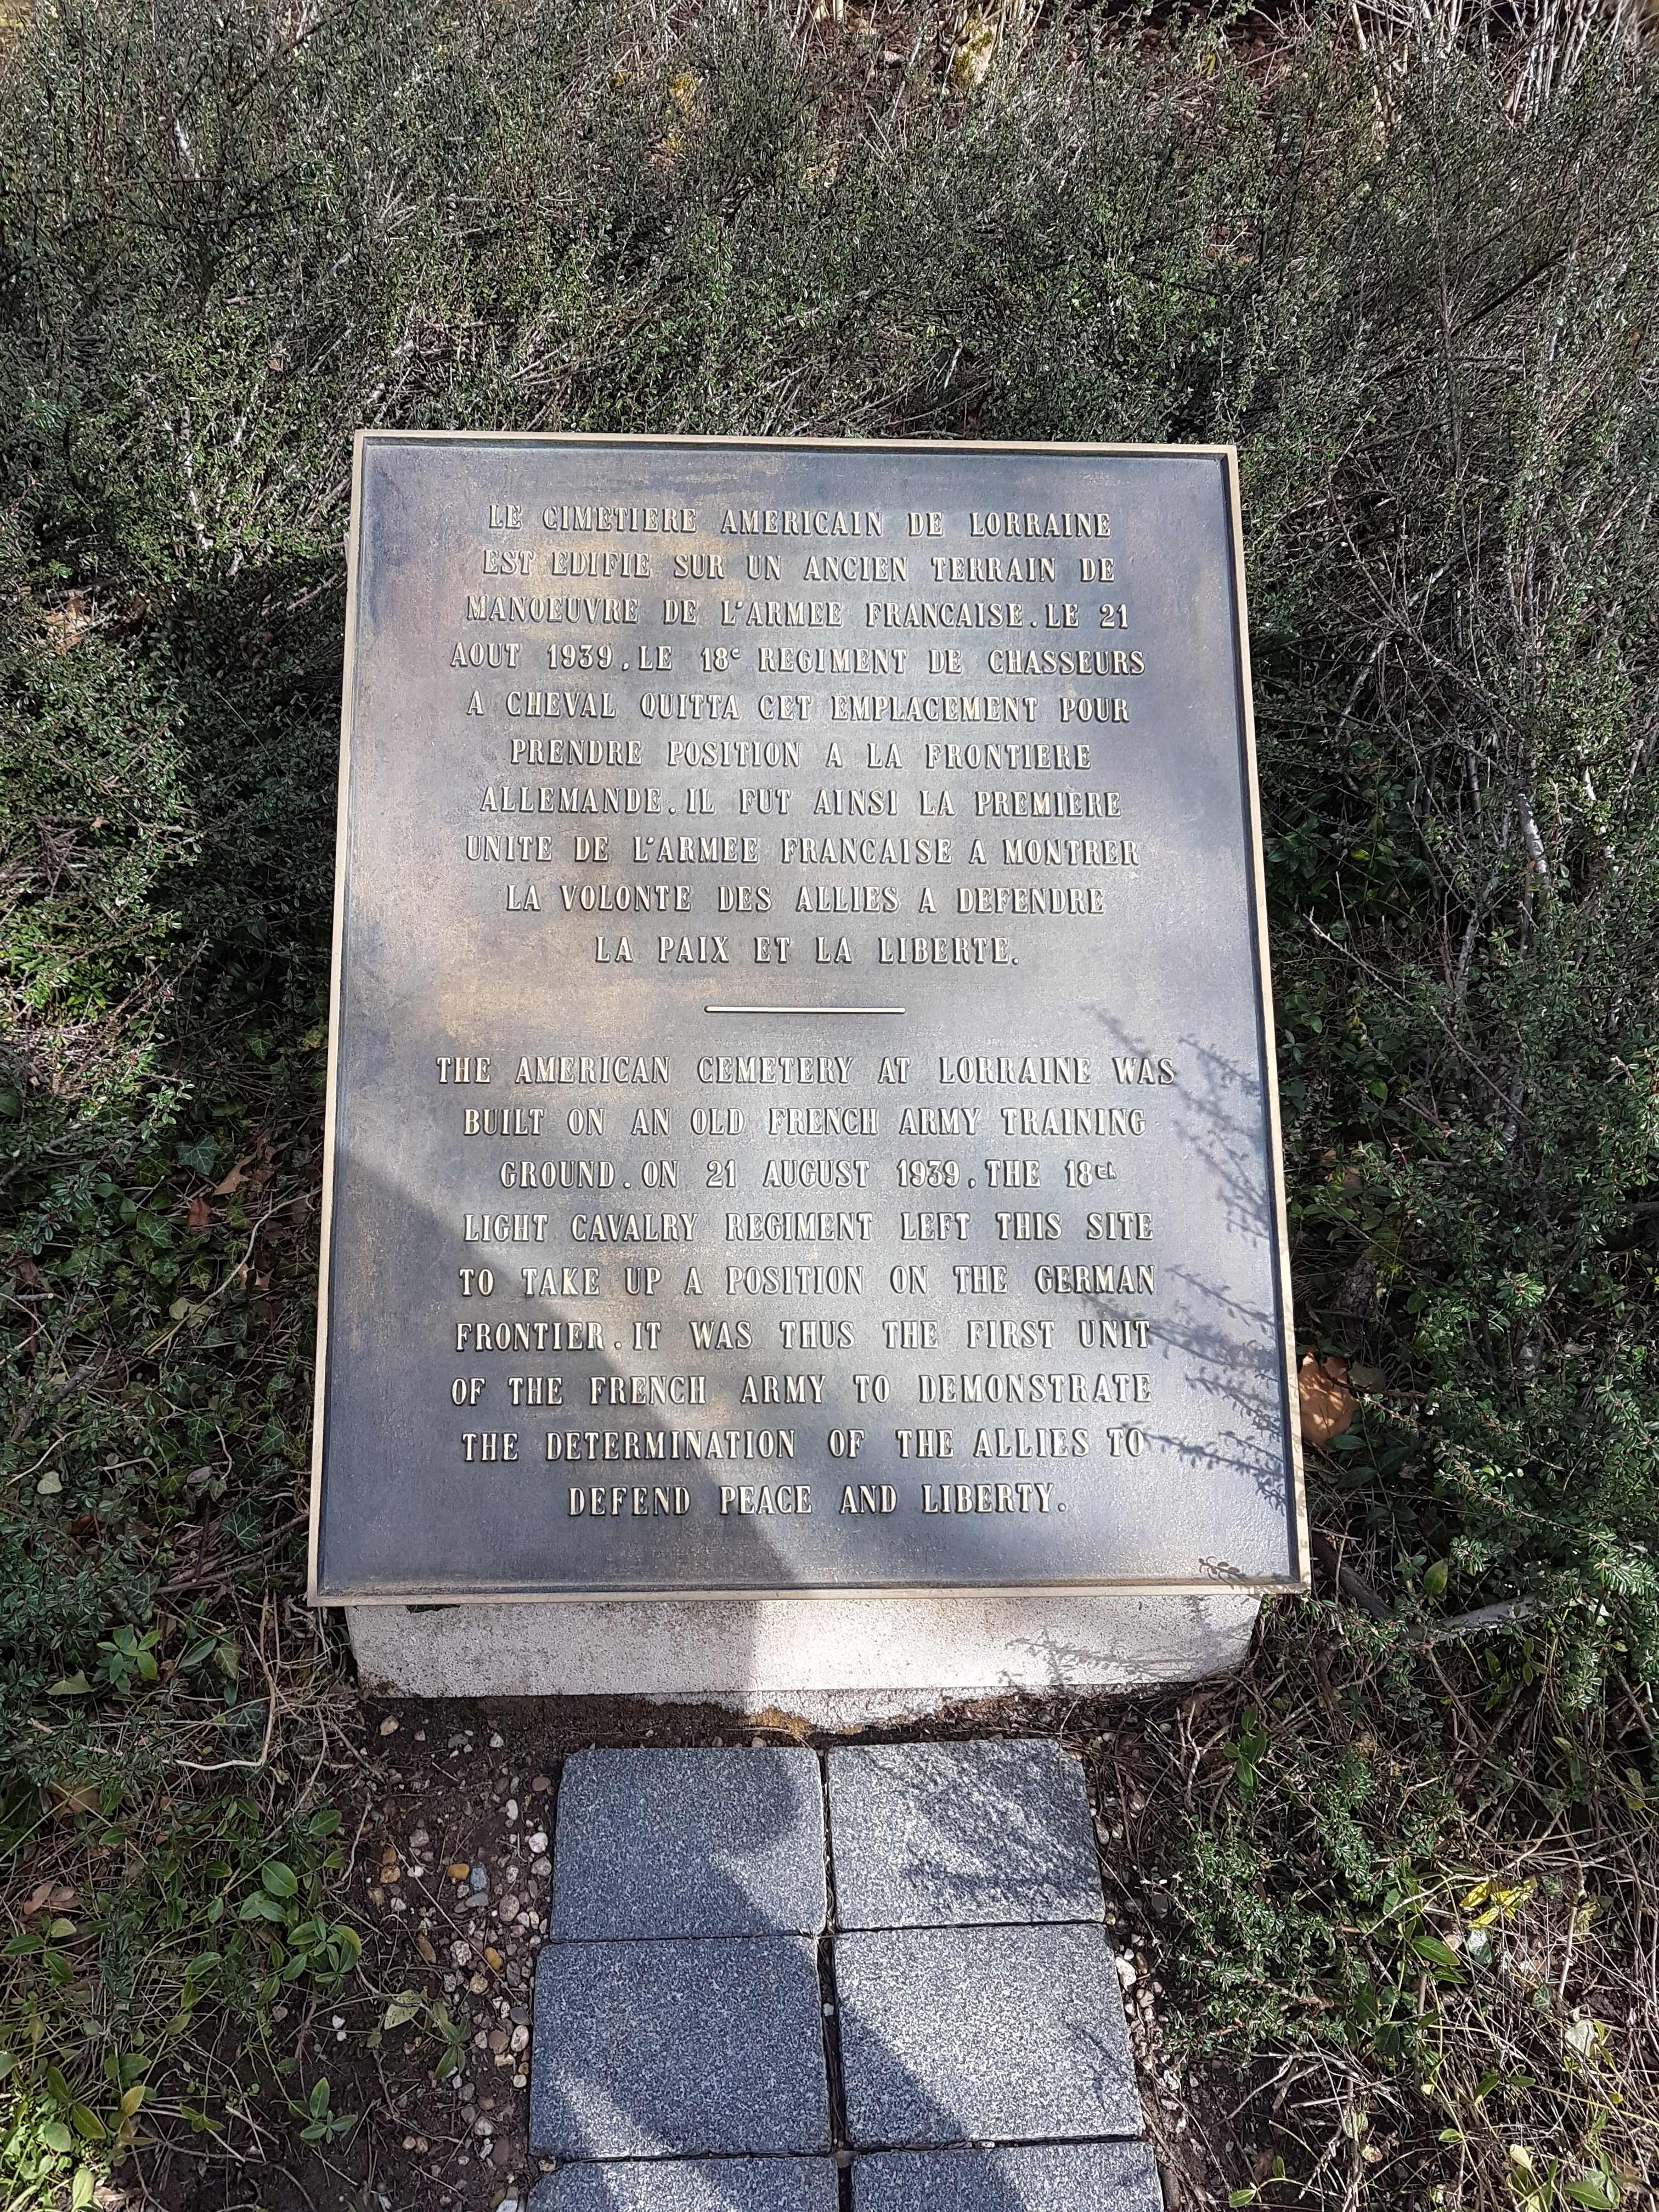 LE CIMETIERE AMERICAIN DE LORRAINE
EST EDIFIE SUR UN ANCIEN TERRAIN DE
MANOEUVRE DE L'ARMEE FRANCAISE. LE 21
AOUT 1939, LE 18e REGIMENT DE CHASSEURS
A CHEVAL QUITTA CET EMPLACEMENT POUR
PRENDRE POSITION A LA FRONTIERE
ALLEMANDE. IL FUT AINSI LA PREMIERE
UNITE DE L'ARMEE FRANCAISE A MONTRER
LA VOLONTE DES ALLIES A DEFENDRE
LA PAIX ET LA LIBERTE.
THE AMERICAN CEMETERY AT LORRAINE WAS
BUILT ON AN OLD FRENCH ARMY TRAINING
GROUND. ON 21 AUGUST 1939, THE 18th
LIGHT CAVALRY REGIMENT LEFT THIS SITE
TO TAKE UP A POSITION ON THE GERMAN
FRONTIER. IT WAS THUS THE FIRST UNIT
OF THE FRENCH ARMY TO DEMONSTRATE
THE DETERMINATION OF THE ALLIES TO
DEFEND PEACE AND LIBERTY.